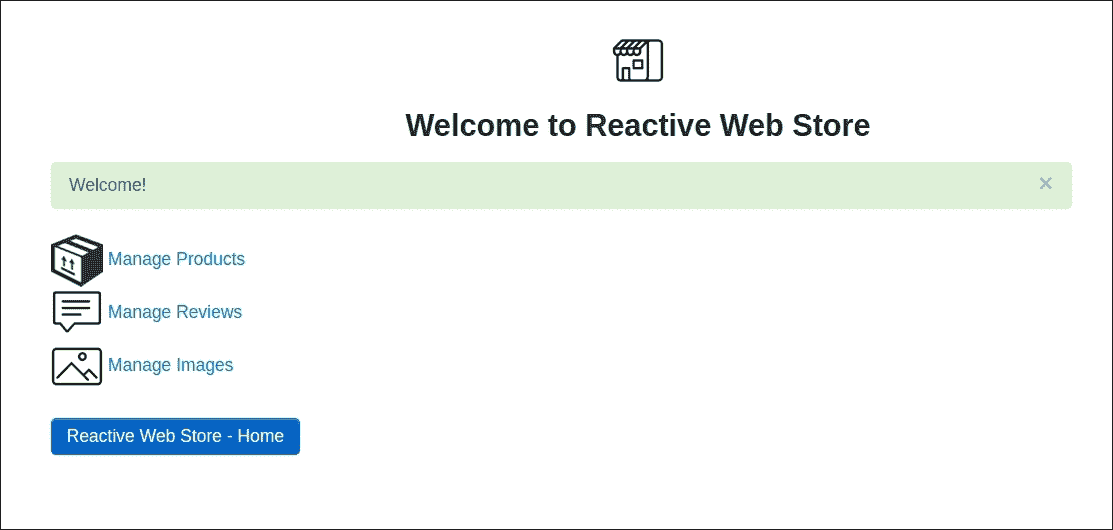 Welcome to Reactive Web Store
Welcome!
Manage Products
Manage Reviews
Manage Images
Reactive Web Store - Home